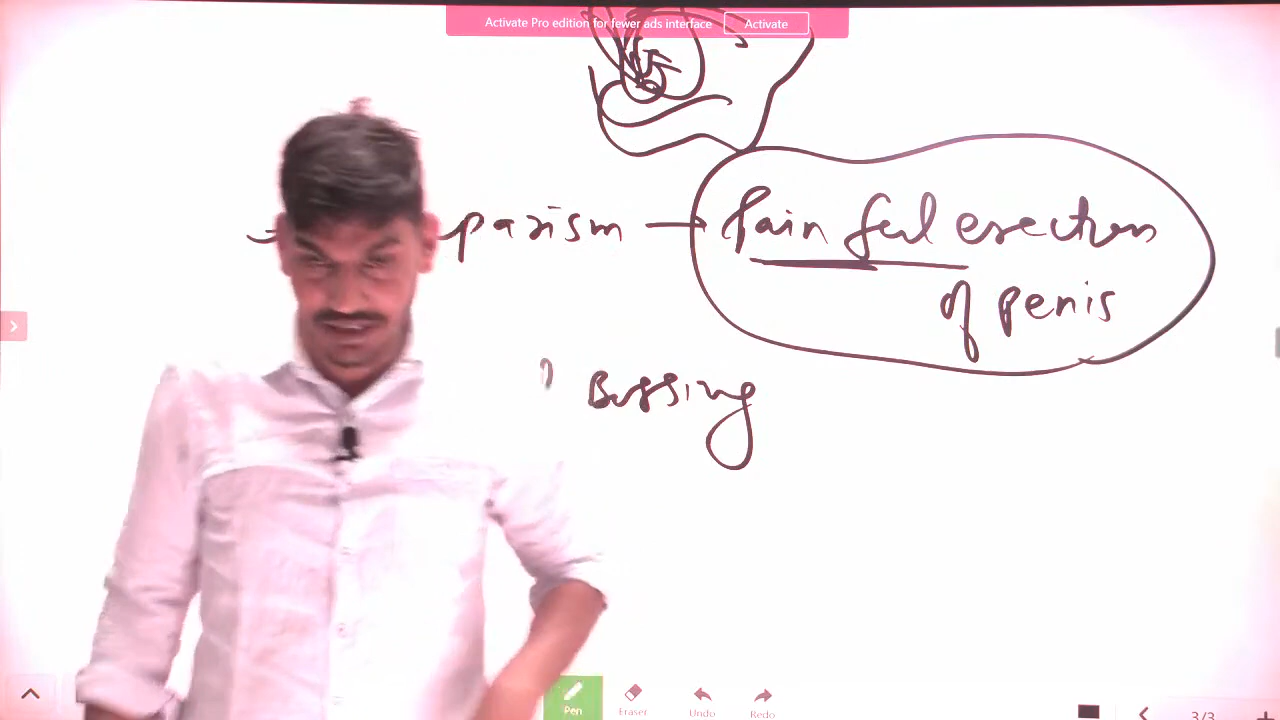 Activate Pro edition for fewer ads interface Activate
parism → Painful erection
of penis
Bussing
Pen Eraser Undo Redo 3/3